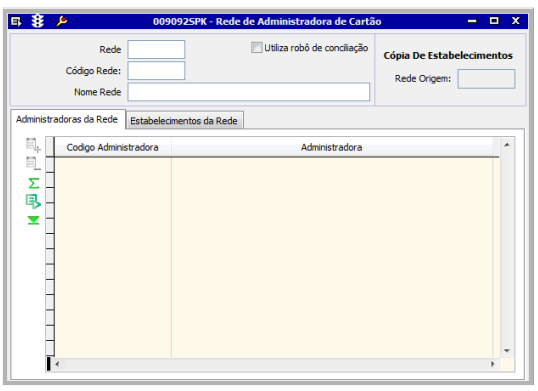 009092SPK - Rede de Administradora de Cartão
Rede
Utiliza robô de conciliação
Cópia De Estabelecimentos
Código Rede:
Rede Origem:
Nome Rede
Administradoras da Rede
Estabelecimentos da Rede
Codigo Administradora
Administradora